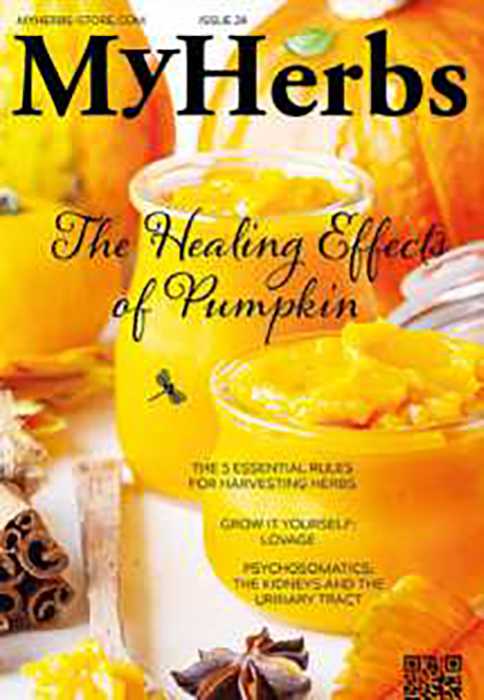 MYHERBS-STORE.COM ISSUE 24
MyHerbs
The Healing Effects
of Pumpkin
THE 5 ESSENTIAL RULES
FOR HARVESTING HERBS
GROW IT YOURSELF:
LOVAGE
PSYCHOSOMATICS:
THE KIDNEYS AND THE
URINARY TRACT